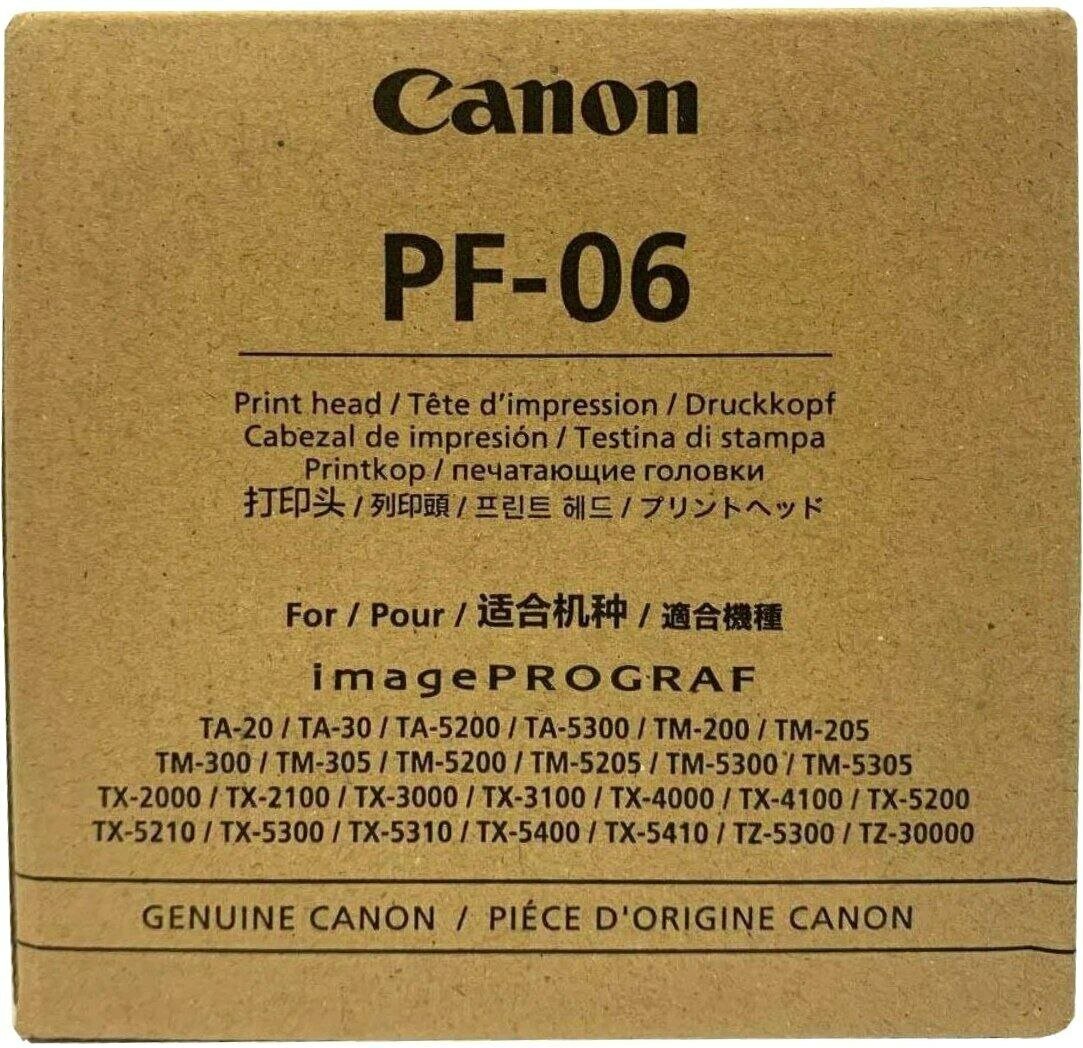 Canon
PF-06
Print head / Tête d'impression / Druckkopf
Cabezal de impresión / Testina di stampa
Printkop / печатающие головки
打印头 / 列印頭 / 프린트 헤드 / プリントヘッド
For / Pour / 适合机种 / 適合機種
imagePROGRAF
TA-20 / TA-30 / TA-5200 / TA-5300 / TM-200 / TM-205
TM-300 / TM-305 / TM-5200 / TM-5205 / TM-5300 / TM-5305
TX-2000 / TX-2100 / TX-3000 / TX-3100 / TX-4000 / TX-4100 / TX-5200
TX-5210 / TX-5300 / TX-5310 / TX-5400 / TX-5410 / TZ-5300 / TZ-30000
GENUINE CANON / PIÉCE D'ORIGINE CANON